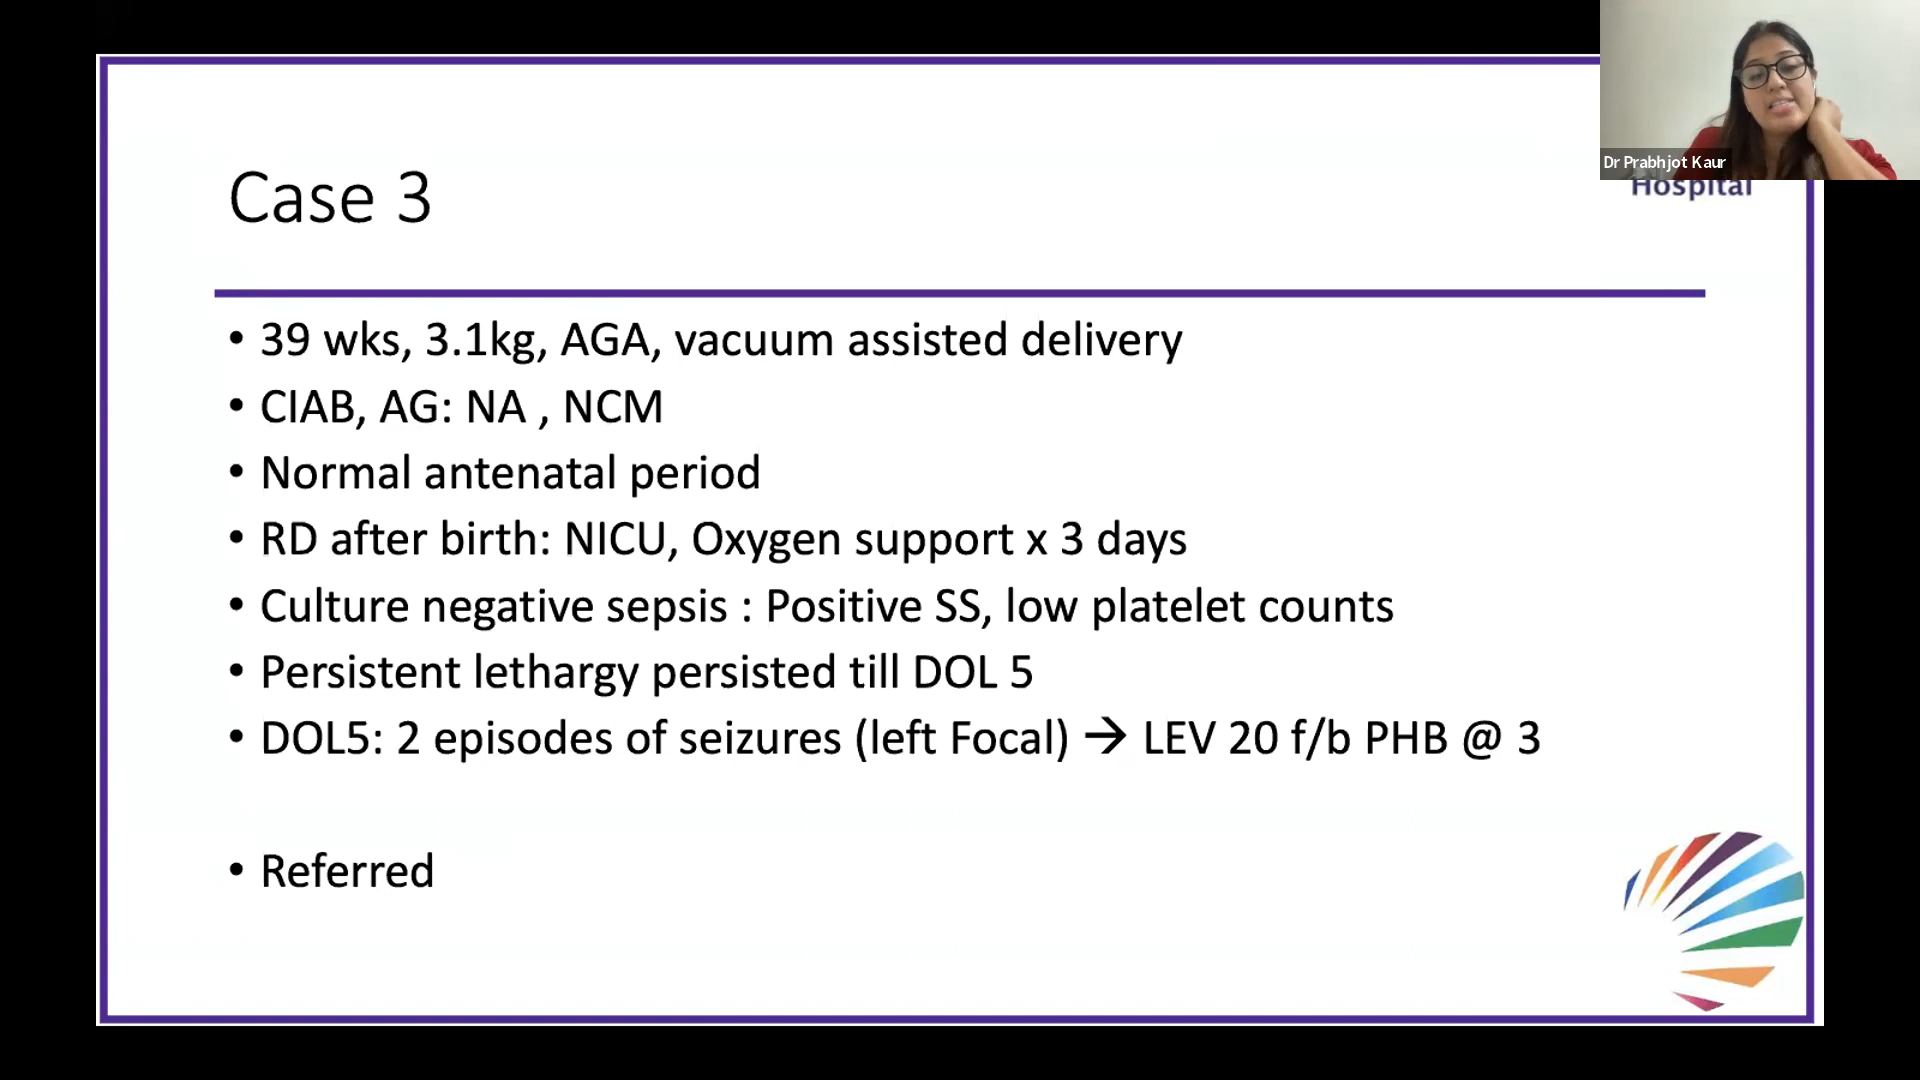 Dr Prabhjot Kaur
Hospital
Case 3
• 39 wks, 3.1kg, AGA, vacuum assisted delivery
• CIAB, AG: NA , NCM
• Normal antenatal period
• RD after birth: NICU, Oxygen support x 3 days
• Culture negative sepsis : Positive SS, low platelet counts
• Persistent lethargy persisted till DOL 5
• DOL5: 2 episodes of seizures (left Focal) → LEV 20 f/b PHB @ 3
• Referred